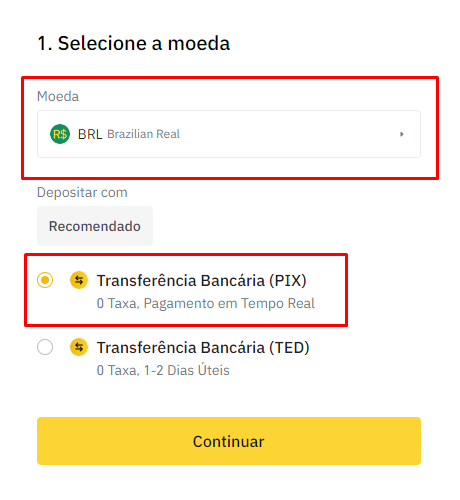 1. Selecione a moeda
Moeda
R$ BRL Brazilian Real
Depositar com
Recomendado
Transferência Bancária (PIX)
0 Taxa, Pagamento em Tempo Real
Transferência Bancária (TED)
0 Taxa, 1-2 Dias Úteis
Continuar